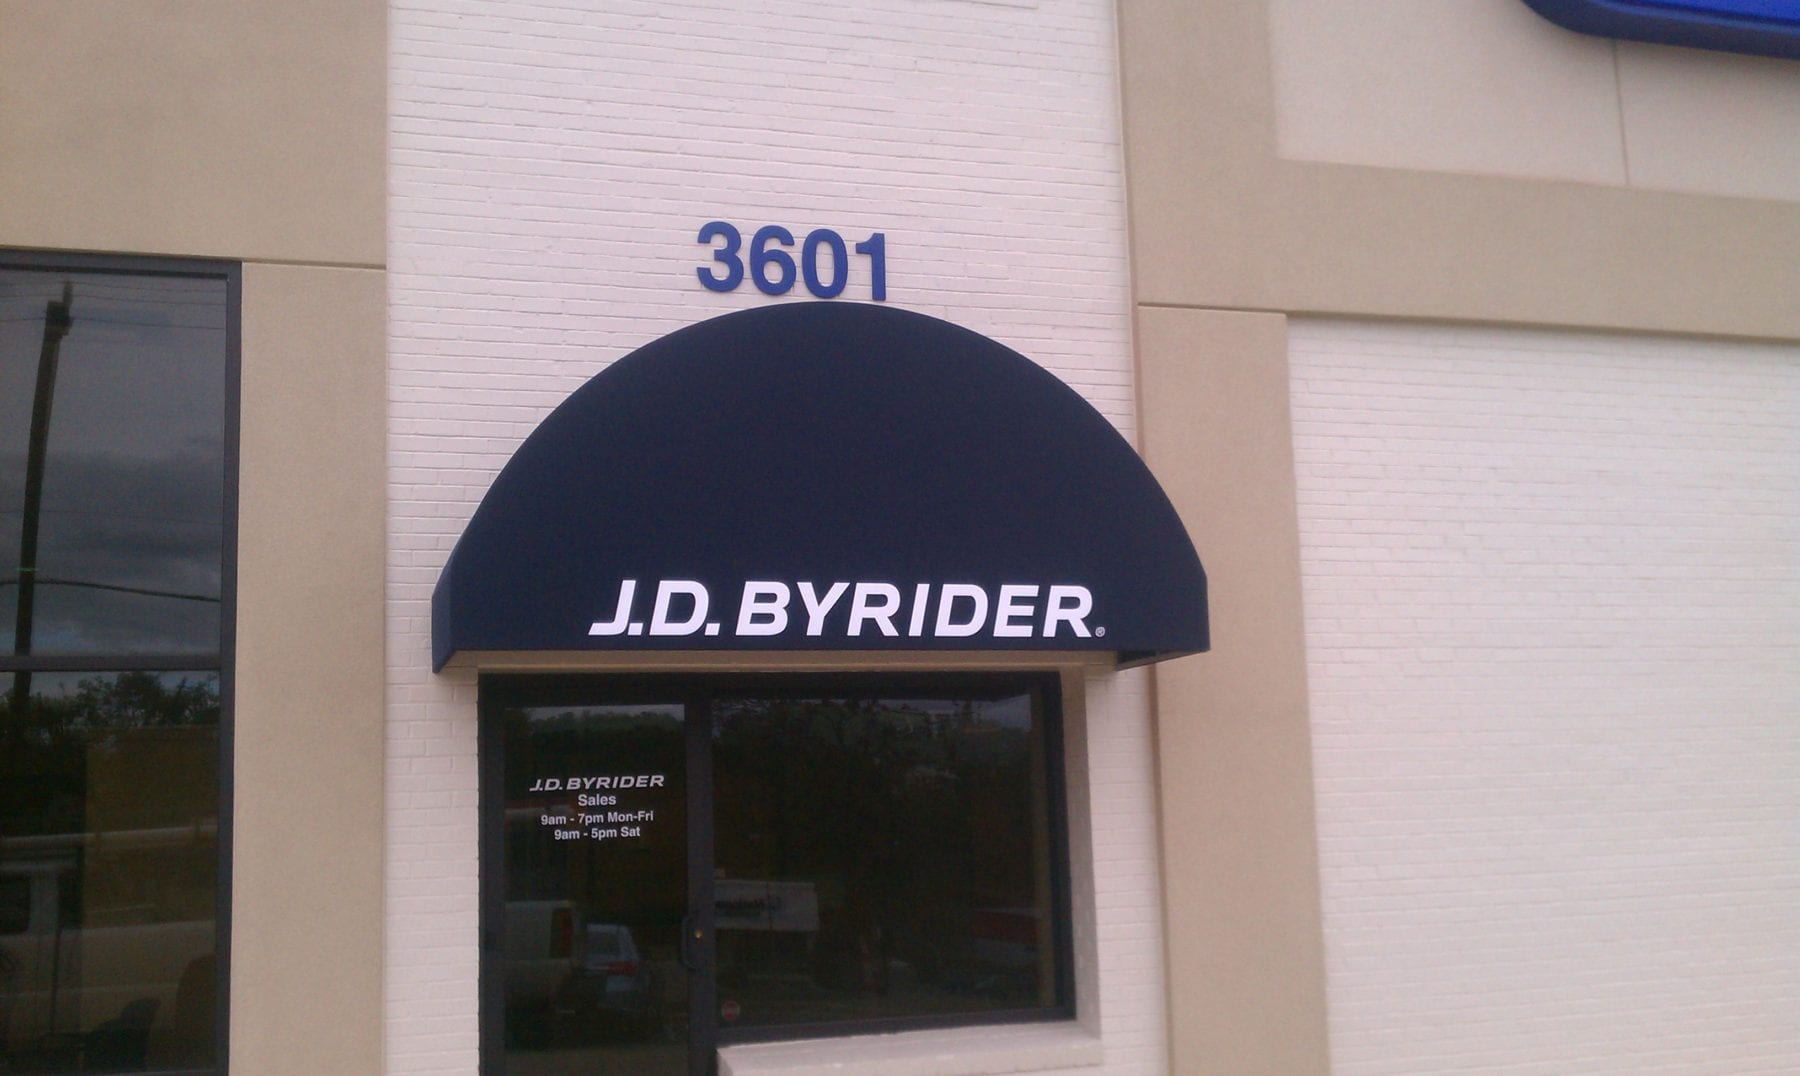 3601
J.D. BYRIDER®
J.D. BYRIDER
Sales
9am - 7pm Mon-Fri
9am - 5pm Sat